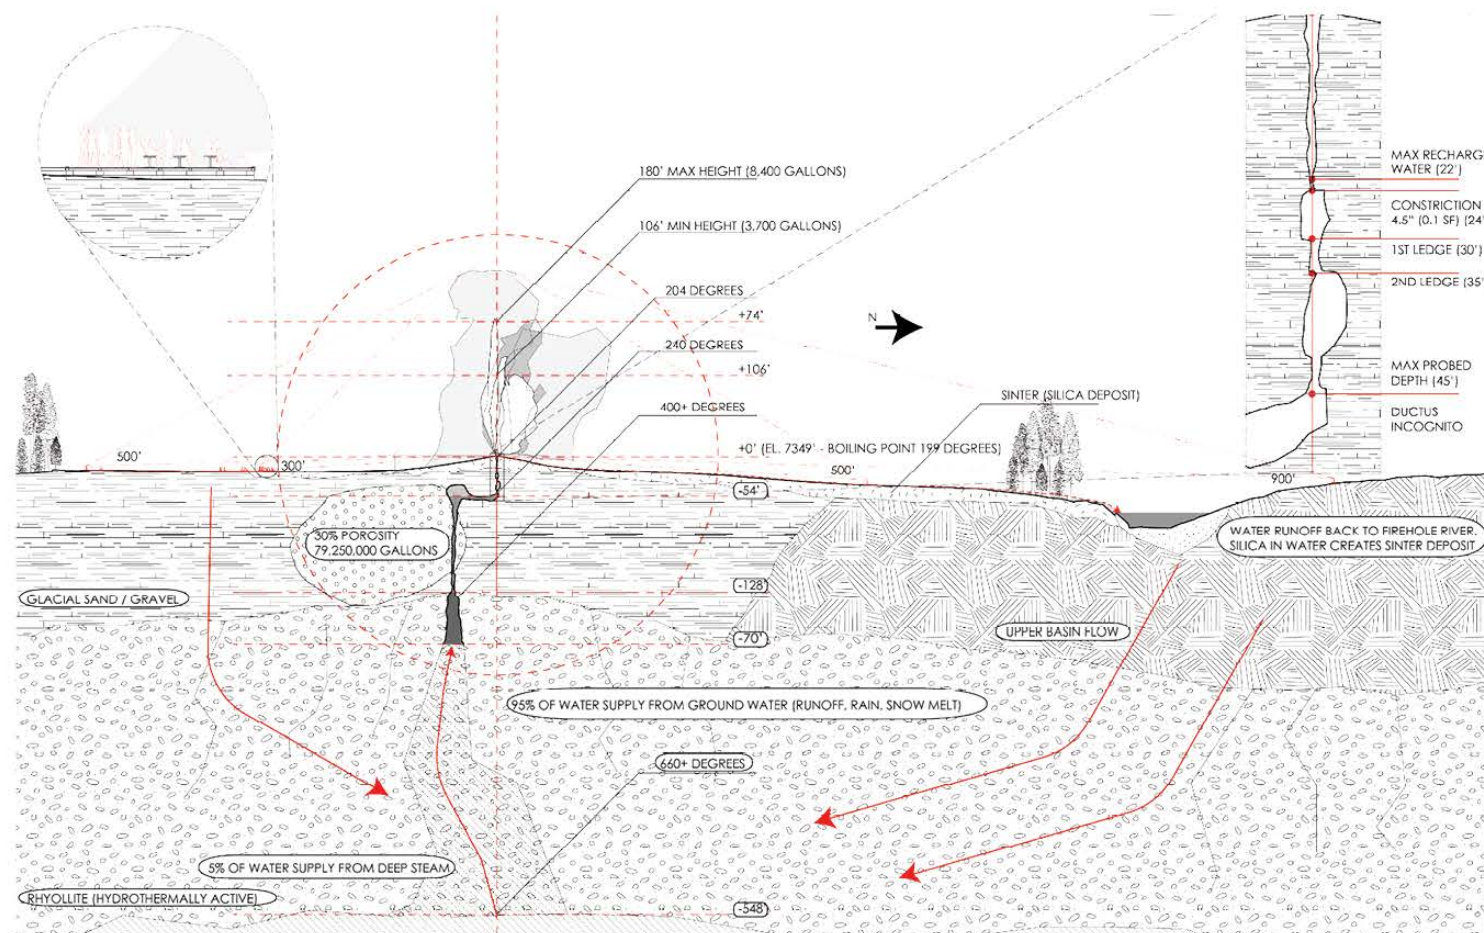 MAX RECHARG
WATER (22')
180' MAX HEIGHT (8,400 GALLONS)
CONSTRICTION
4.5" (0.1 SF) (24'
106' MIN HEIGHT (3,700 GALLONS)
1ST LEDGE (30')
2ND LEDGE (35'
204 DEGREES
+74'
N
240 DEGREES
+106'
MAX PROBED
DEPTH (45')
SINTER (SILICA DEPOSIT)
400+ DEGREES
DUCTUS
INCOGNITO
+0' (EL. 7349' - BOILING POINT 199 DEGREES)
500'
300'
500'
900'
-54'
30% POROSITY
79,250,000 GALLONS
WATER RUNOFF BACK TO FIREHOLE RIVER.
SILICA IN WATER CREATES SINTER DEPOSIT
-128'
GLACIAL SAND / GRAVEL
UPPER BASIN FLOW
-70'
95% OF WATER SUPPLY FROM GROUND WATER (RUNOFF, RAIN, SNOW MELT)
660+ DEGREES
5% OF WATER SUPPLY FROM DEEP STEAM
RHYOLLITE (HYDROTHERMALLY ACTIVE)
-548'